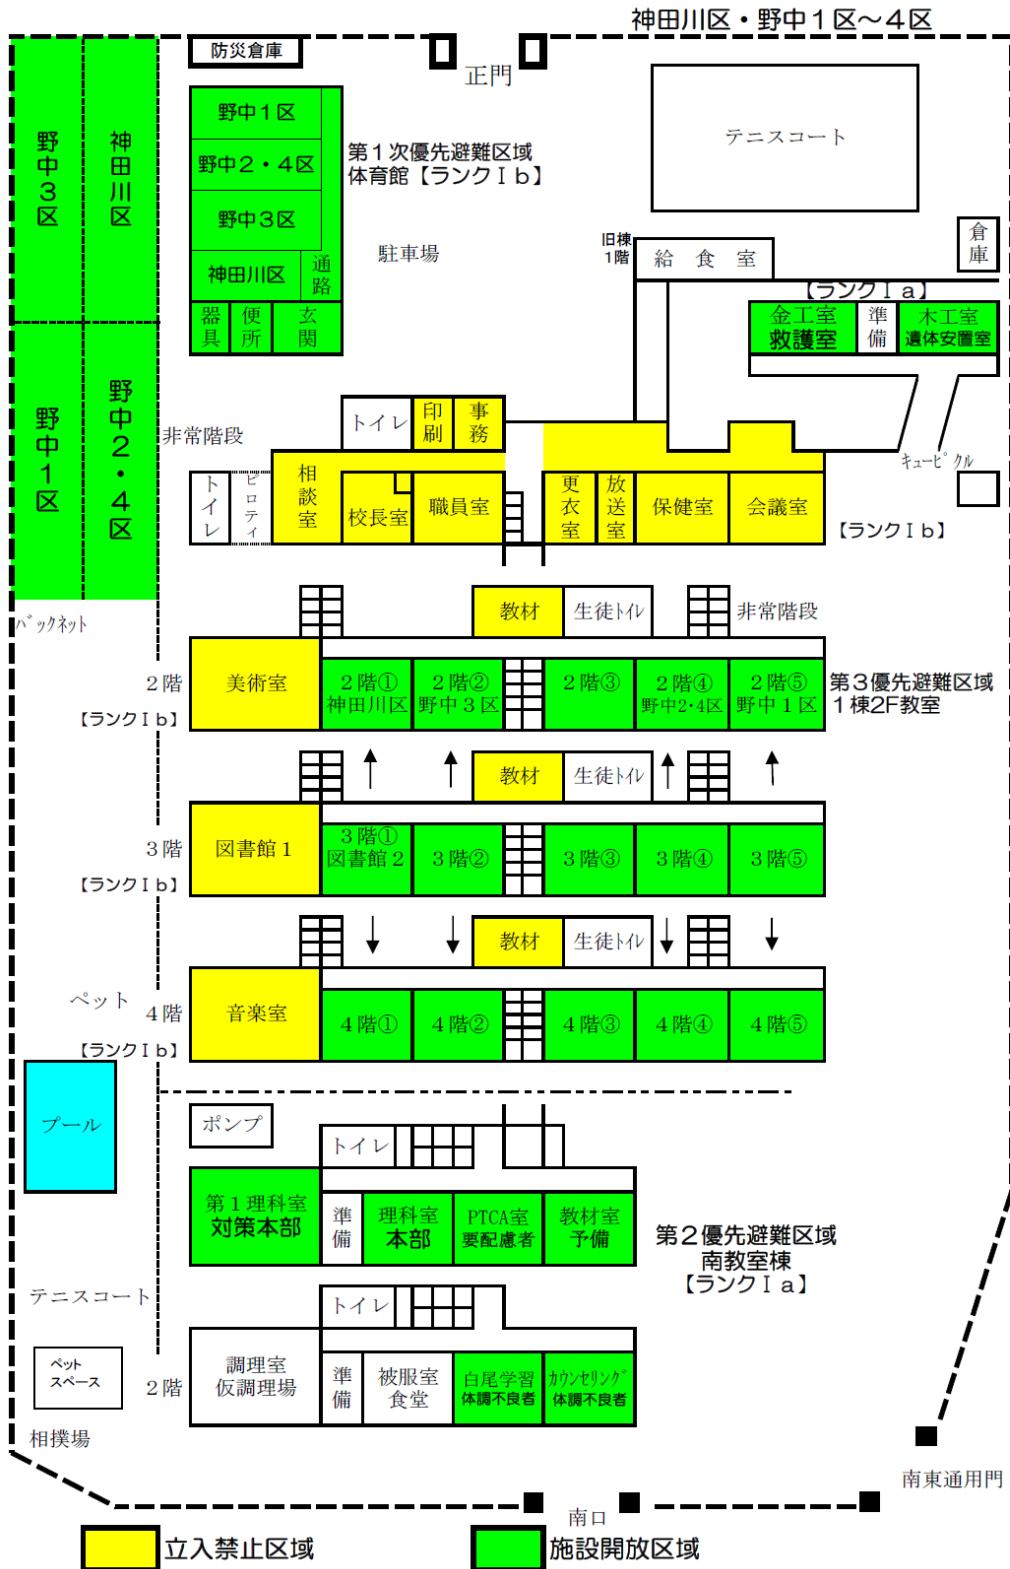 神田川区・野中１区～４区
防災倉庫
正門
テニスコート
野中３区
神田川区
野中１区
野中２・４区
野中１区
野中２・４区
野中３区
神田川区
通路
器具
便所
玄関
第１次優先避難区域
体育館【ランクⅠｂ】
駐車場
旧棟
1階
給　食　室
倉庫
【ランクⅠａ】
金工室
救護室
準備
木工室
遺体安置室
非常階段
トイレ
印刷
事務
キュービクル
トイレ
ピロティ
相談室
校長室
職員室
更衣室
放送室
保健室
会議室
【ランクⅠｂ】
バックネット
教材
生徒トイレ
非常階段
２階
【ランクⅠｂ】
美術室
２階①
神田川区
２階②
野中３区
２階③
２階④
野中2・4区
２階⑤
野中１区
第３優先避難区域
１棟2F教室
教材
生徒トイレ
３階
【ランクⅠｂ】
図書館１
３階①
図書館２
３階②
３階③
３階④
３階⑤
教材
生徒トイレ
ペット
４階
【ランクⅠｂ】
音楽室
４階①
４階②
４階③
４階④
４階⑤
プール
ポンプ
トイレ
第１理科室
対策本部
準備
理科室
本部
PTCA室
要配慮者
教材室
予備
第２優先避難区域
南教室棟
【ランクⅠａ】
テニスコート
トイレ
ペット
スペース
２階
調理室
仮調理場
準備
被服室
食堂
白尾学習
体調不良者
カウンセリング
体調不良者
相撲場
南東通用門
南口
立入禁止区域
施設開放区域